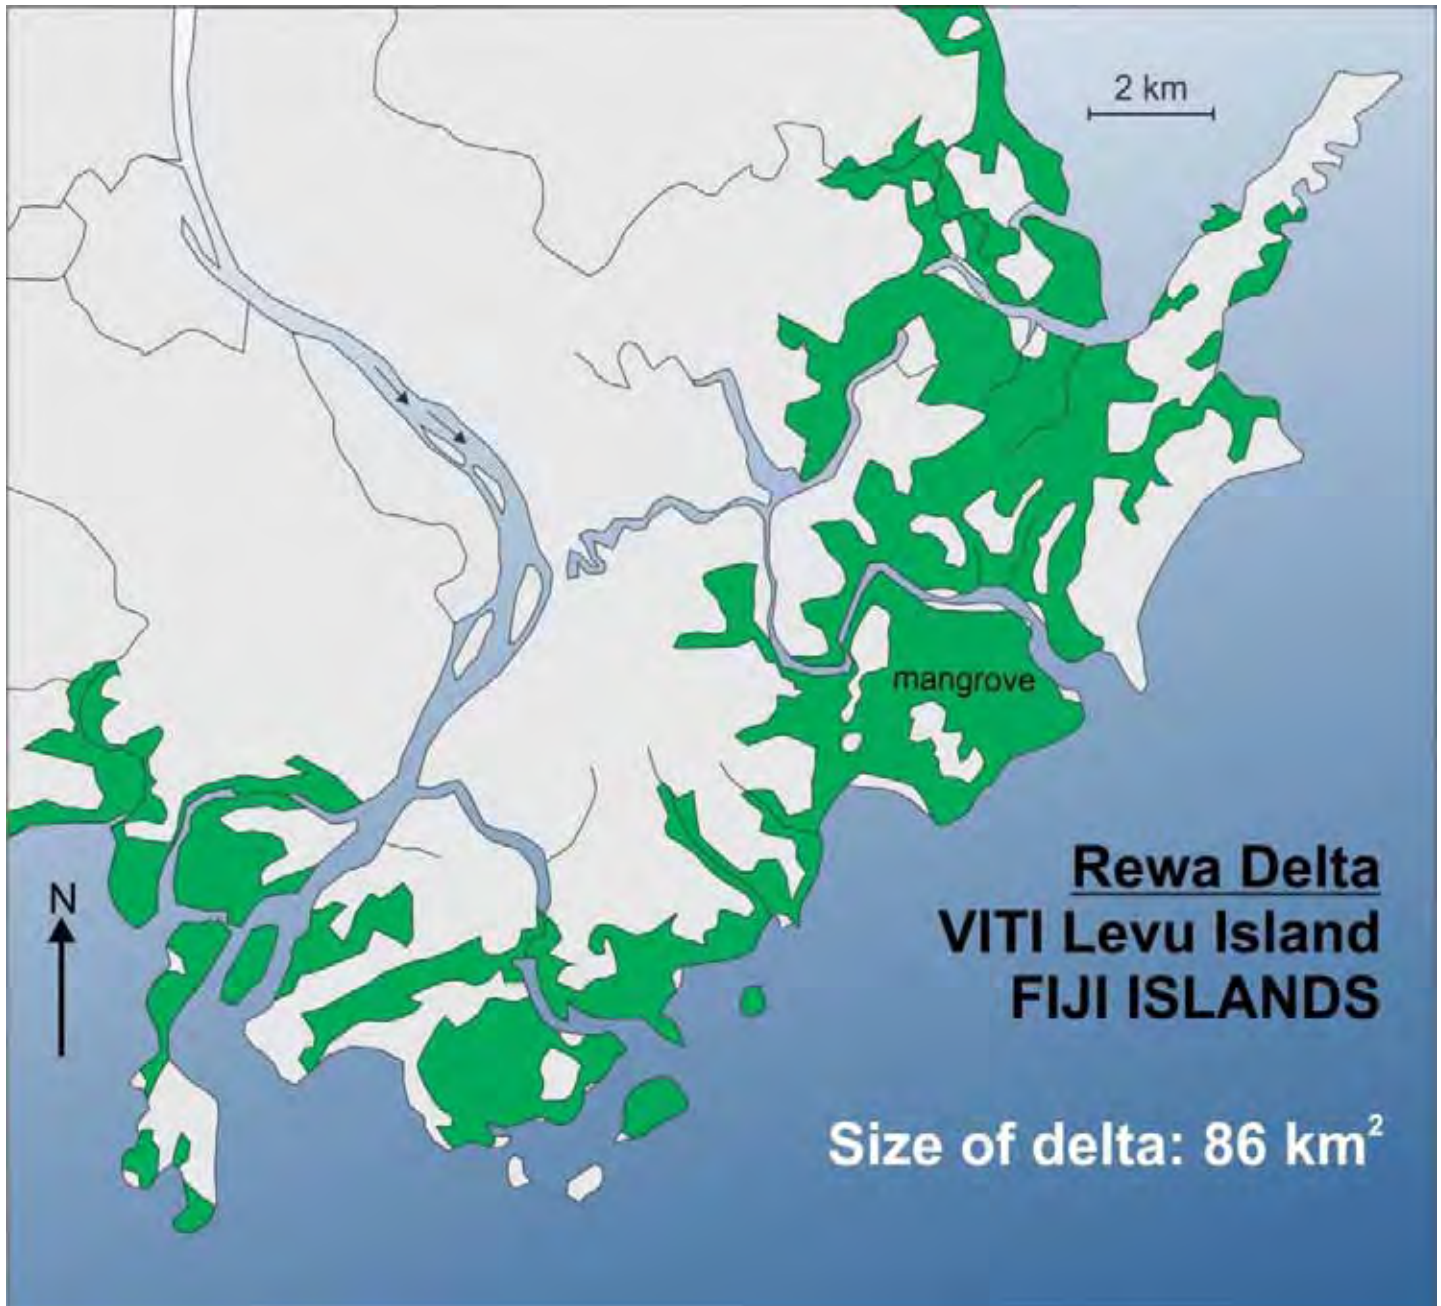 2 km
mangrove
Rewa Delta
VITI Levu Island
FIJI ISLANDS
N
Size of delta: 86 km²